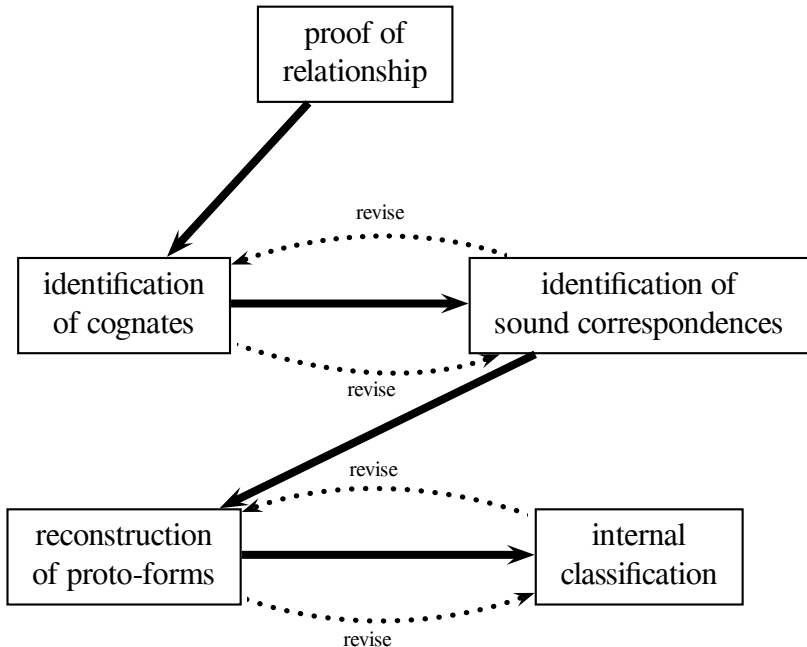 proof of
relationship
revise
identification
of cognates
identification of
sound correspondences
revise
revise
reconstruction
of proto-forms
internal
classification
revise